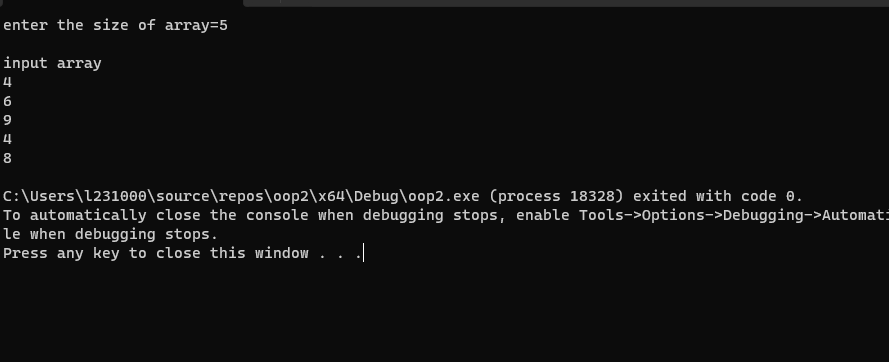 enter the size of array=5
input array
4
6
9
4
8
C:\Users\l231000\source\repos\oop2\x64\Debug\oop2.exe (process 18328) exited with code 0.
To automatically close the console when debugging stops, enable Tools->Options->Debugging->Automati
le when debugging stops.
Press any key to close this window . . .